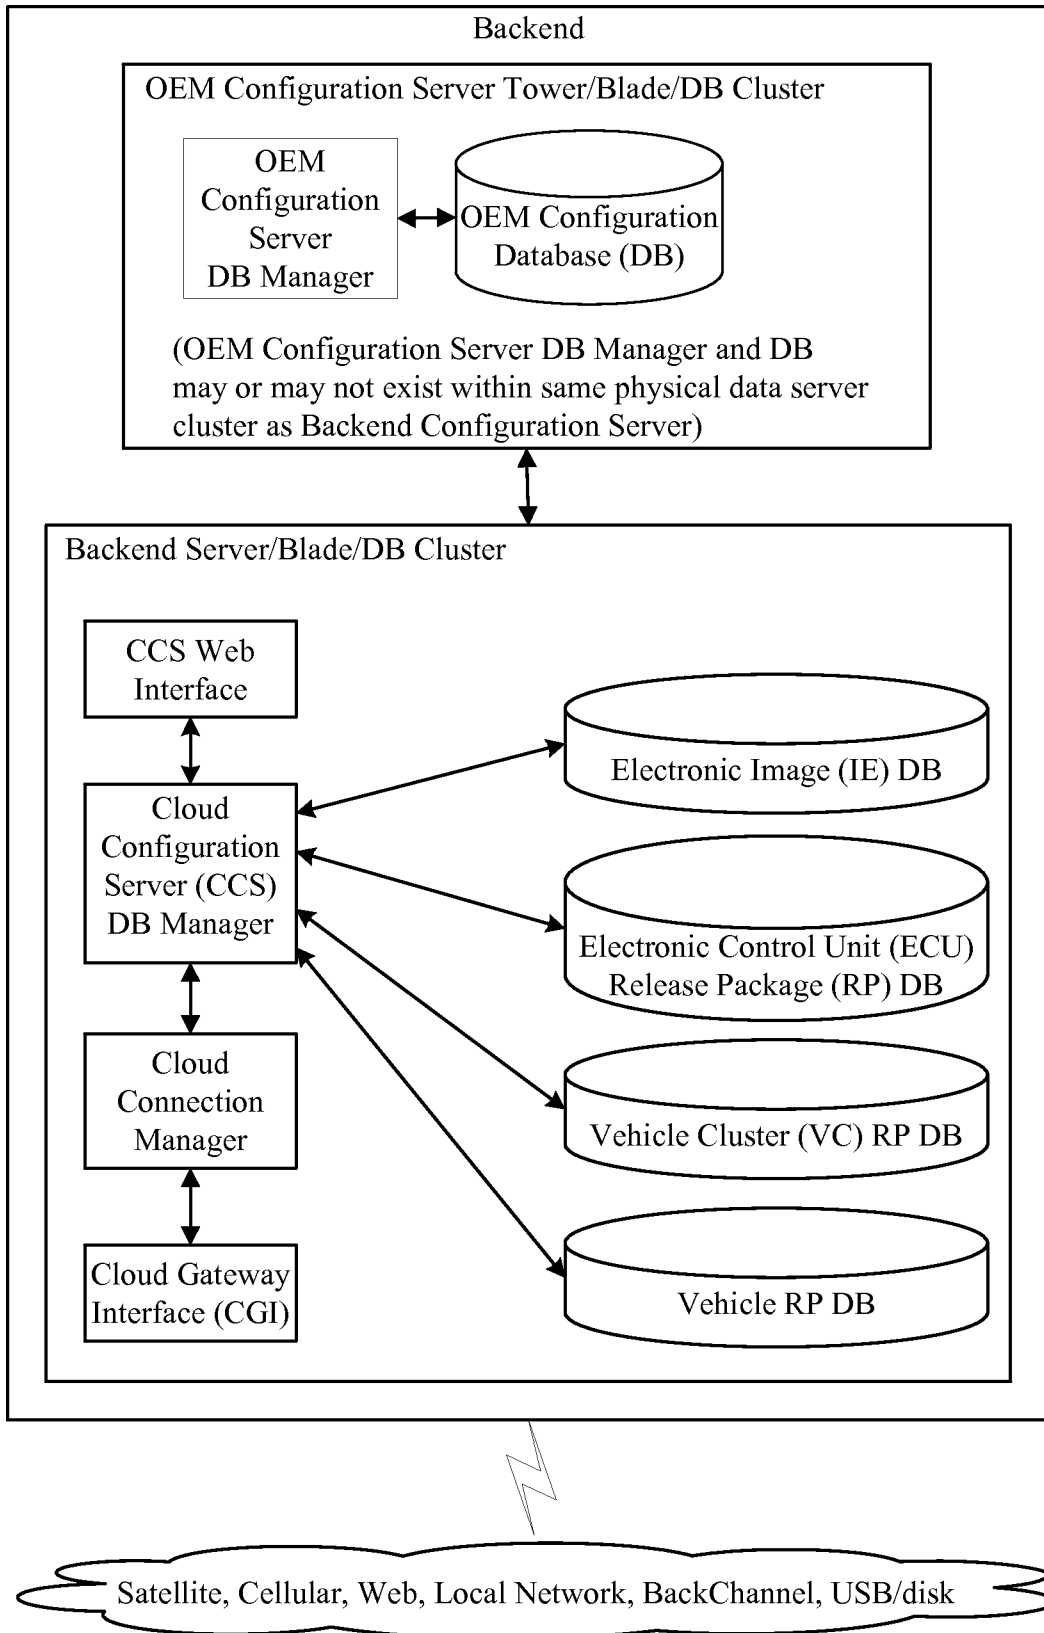 Backend
OEM Configuration Server Tower/Blade/DB Cluster
OEM
Configuration
Server
DB Manager
OEM Configuration
Database (DB)
(OEM Configuration Server DB Manager and DB
may or may not exist within same physical data server
cluster as Backend Configuration Server)
Backend Server/Blade/DB Cluster
CCS Web
Interface
Cloud
Configuration
Server (CCS)
DB Manager
Cloud
Connection
Manager
Cloud Gateway
Interface (CGI)
Electronic Image (IE) DB
Electronic Control Unit (ECU)
Release Package (RP) DB
Vehicle Cluster (VC) RP DB
Vehicle RP DB
Satellite, Cellular, Web, Local Network, BackChannel, USB/disk